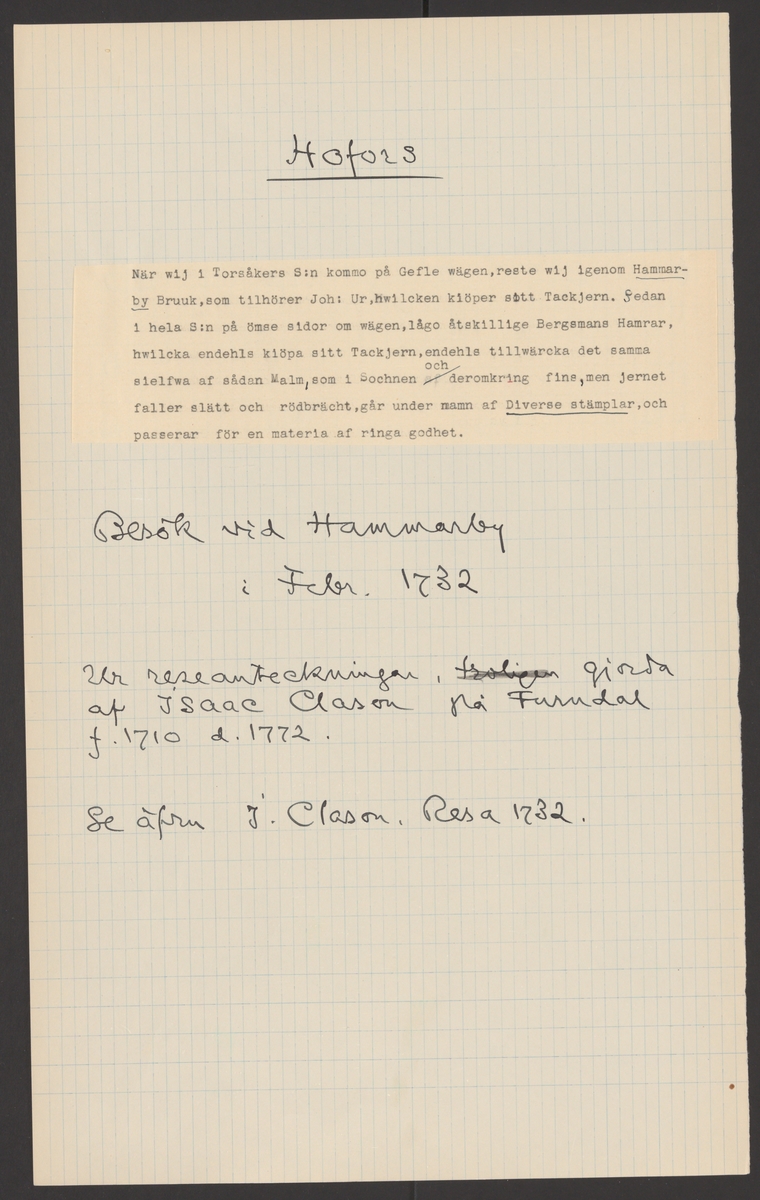 Hofors
När wij i Torsåkers S:n kommo på Gefle wägen,reste wij igenom Hammar-
by Bruuk,som tilhörer Joh: Ur,hwilcken kiöper sitt Tackjern. Sedan
i hela S:n på ömse sidor om wägen,lågo åtskillige Bergsmans Hamrar,
hwilcka endehls kiöpa sitt Tackjern,endehls tillwärcka det samma
och
sielfwa af sådan Malm,som i Sochnen af deromkring fins,men jernet
faller slätt och rödbrächt,går under namn af Diverse stämplar,och
passerar för en materia af ringa godhet.
Besök vid Hammarby
i Febr. 1732
Ur reseanteckningar, troligen gjorda
af Isaac Clason på Furudal
f.1710 d.1772.
Se äfven I. Clason. Resa 1732.